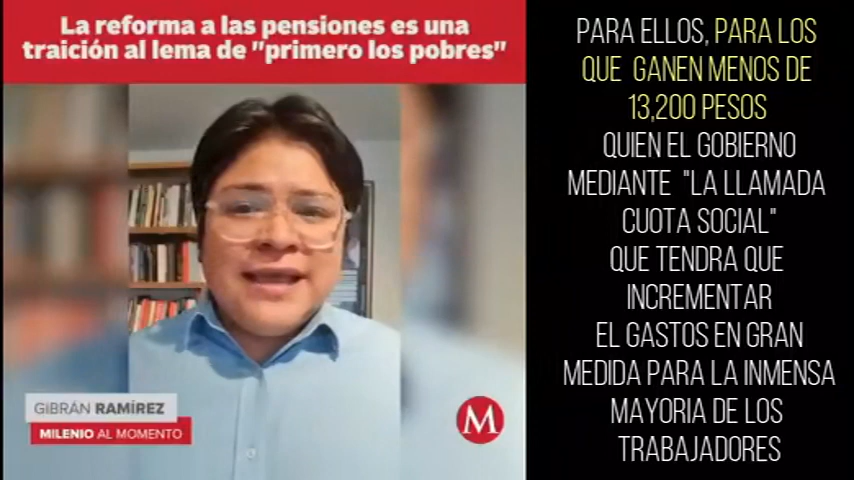 La reforma a las pensiones es una
traición al lema de "primero los pobres"
GIBRÁN RAMÍREZ
MILENIO AL MOMENTO
M
PARA ELLOS, PARA LOS
QUE GANEN MENOS DE
13,200 PESOS
QUIEN EL GOBIERNO
MEDIANTE "LA LLAMADA
CUOTA SOCIAL"
QUE TENDRA QUE
INCREMENTAR
EL GASTOS EN GRAN
MEDIDA PARA LA INMENSA
MAYORIA DE LOS
TRABAJADORES